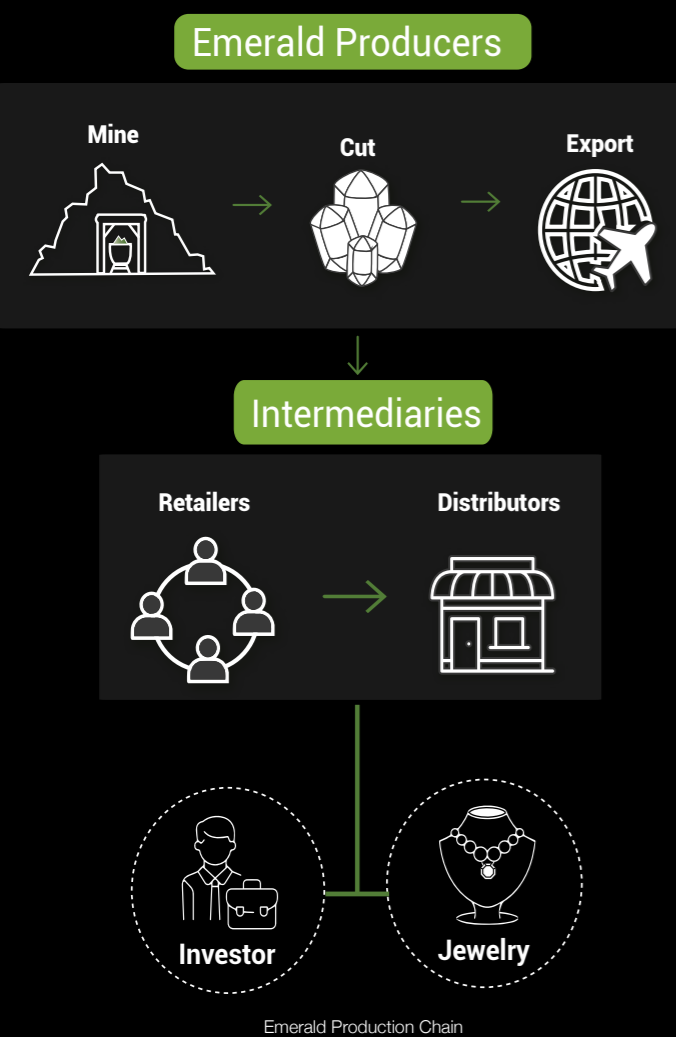 Emerald Producers
Mine
Cut
Export
Intermediaries
Retailers
Distributors
Investor
Jewelry
Emerald Production Chain